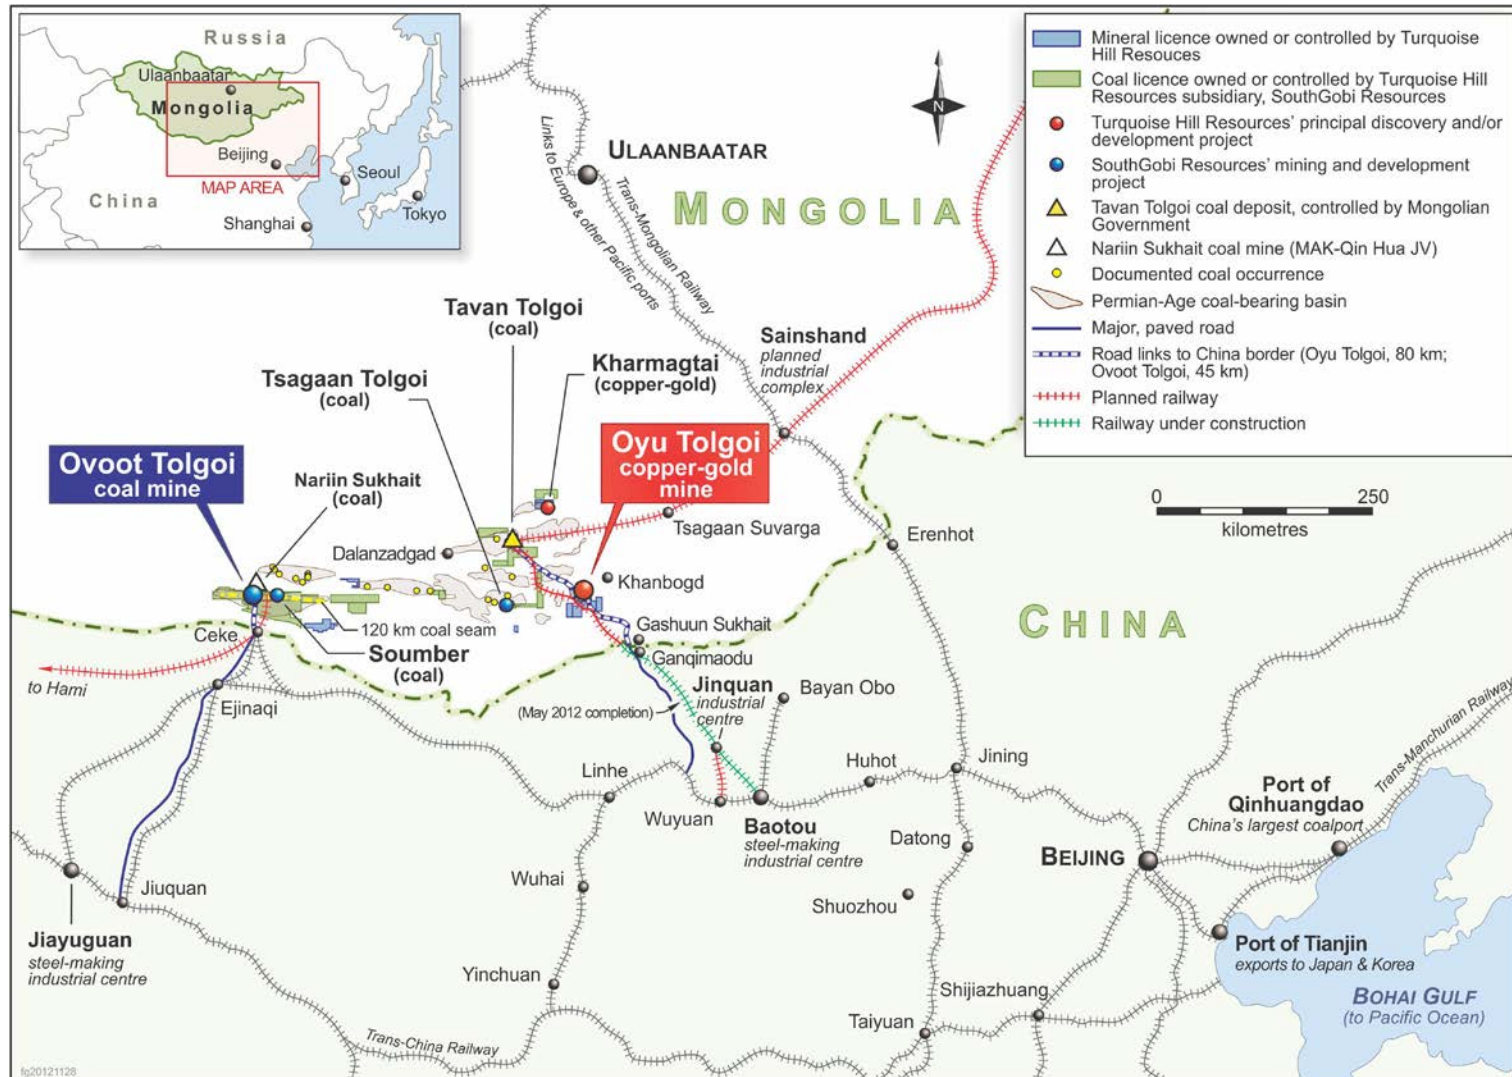 Russia
Ulaanbaatar
Mongolia
Beijing
MAP AREA
Seoul
China
Tokyo
Shanghai
N
Mineral licence owned or controlled by Turquoise
Hill Resouces
Coal licence owned or controlled by Turquoise Hill
Resources subsidiary, SouthGobi Resources
Turquoise Hill Resources' principal discovery and/or
development project
SouthGobi Resources' mining and development
project
Tavan Tolgoi coal deposit, controlled by Mongolian
Government
Nariin Sukhait coal mine (MAK-Qin Hua JV)
Documented coal occurrence
Permian-Age coal-bearing basin
Major, paved road
Road links to China border (Oyu Tolgoi, 80 km;
Ovoot Tolgoi, 45 km)
Planned railway
Railway under construction
0 250
kilometres
ULAANBAATAR
MONGOLIA
Links to Europe & other Pacific ports
Trans-Mongolian Railway
Sainshand
planned
industrial
complex
Tavan Tolgoi
(coal)
Kharmagtai
(copper-gold)
Tsagaan Tolgoi
(coal)
Ovoot Tolgoi
coal mine
Nariin Sukhait
(coal)
Oyu Tolgoi
copper-gold
mine
Tsagaan Suvarga
Dalanzadgad
Erenhot
Khanbogd
CHINA
120 km coal seam
Ceke
Soumber
(coal)
Gashuun Sukhait
Ganqimaodu
to Hami
Ejinaqi
(May 2012 completion)
Jinquan
industrial
centre
Bayan Obo
Linhe
Huhot
Jining
Wuyuan
Baotou
steel-making
industrial centre
Datong
BEIJING
Port of
Qinhuangdao
China's largest coalport
Trans-Manchurian Railway
Wuhai
Shuozhou
Jiuquan
Jiayuguan
steel-making
industrial centre
Port of Tianjin
exports to Japan & Korea
BOHAI GULF
(to Pacific Ocean)
Yinchuan
Shijiazhuang
Taiyuan
Trans-China Railway
fg20121128